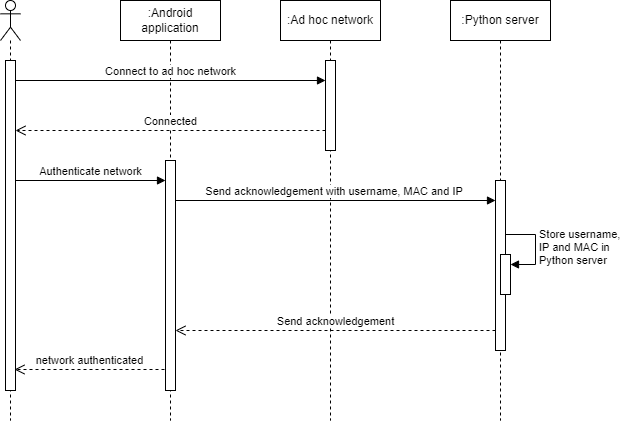 :Android
application
:Ad hoc network
:Python server
Connect to ad hoc network
Connected
Authenticate network
Send acknowledgement with username, MAC and IP
Store username,
IP and MAC in
Python server
Send acknowledgement
network authenticated